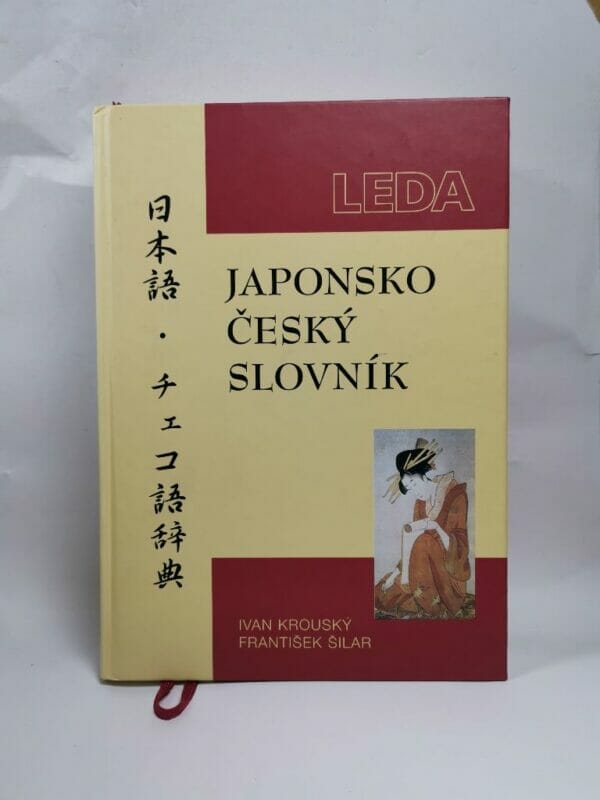 LEDA
JAPONSKO
ČESKÝ
SLOVNÍK
日本語・チェコ語辞典
IVAN KROUSKÝ
FRANTIŠEK ŠILAR